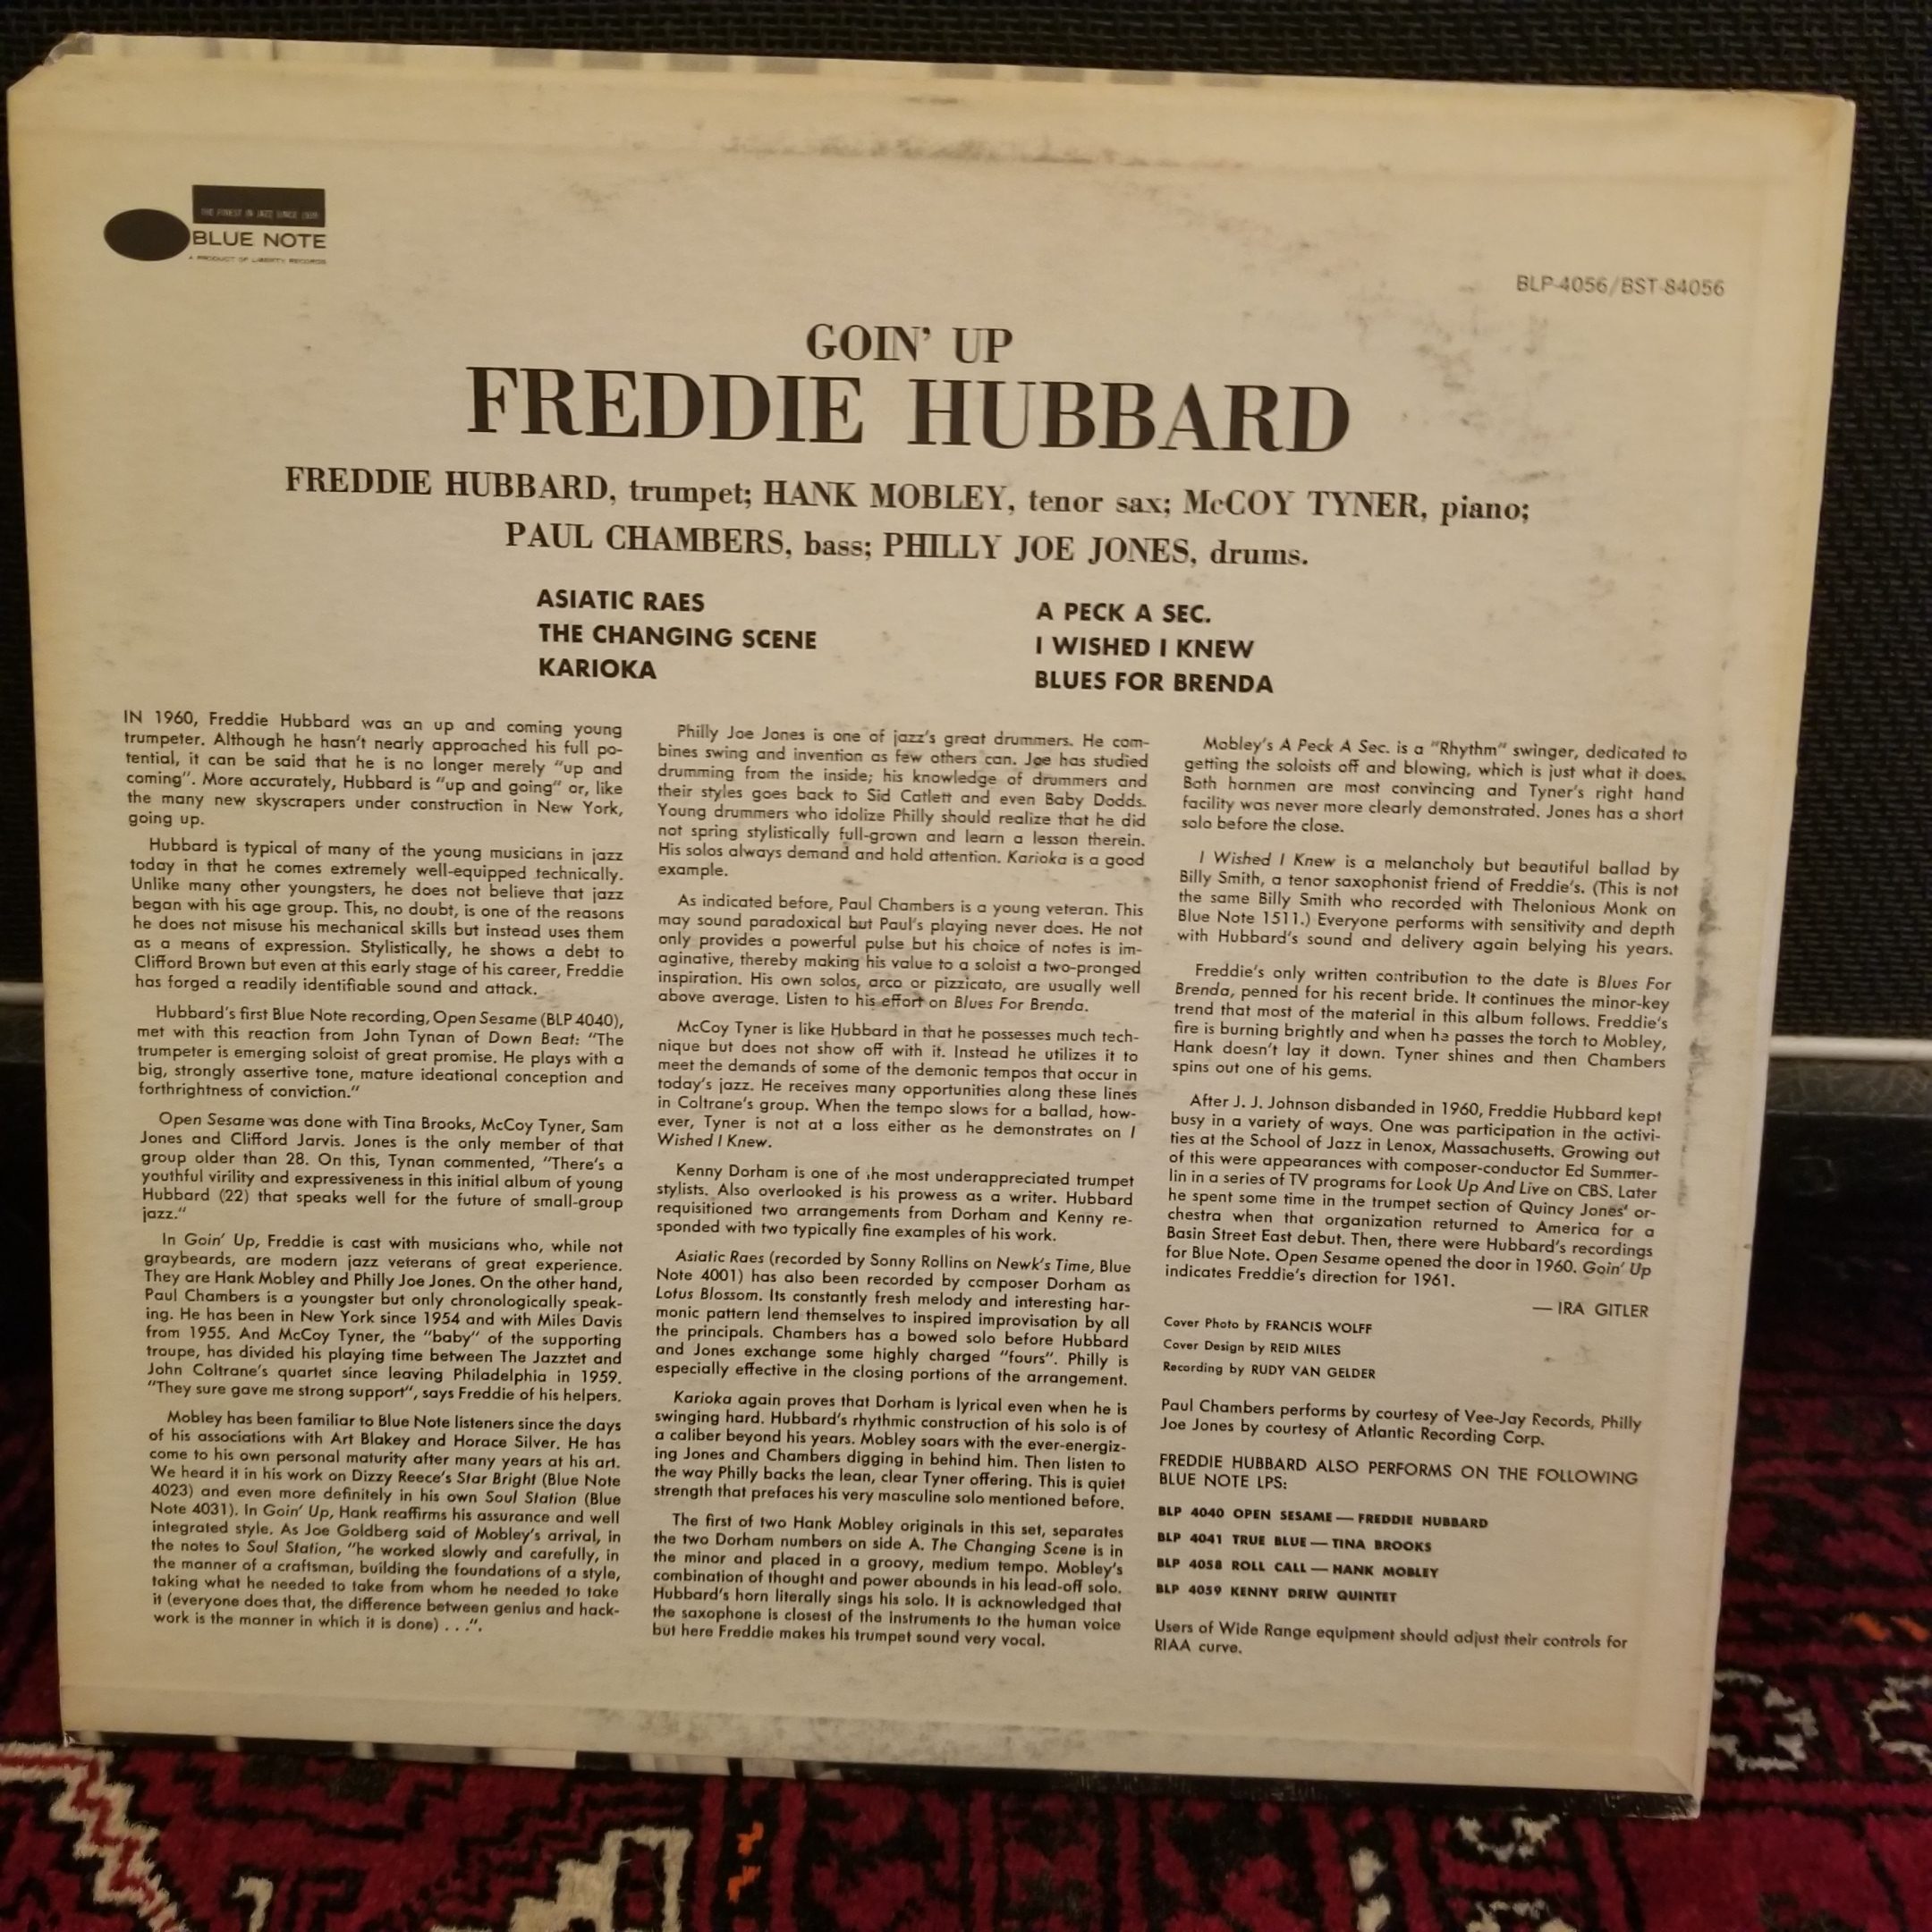 THE FINEST IN JAZZ SINCE 1939
BLUE NOTE
A PRODUCT OF LIBERTY RECORDS
BLP-4056/BST-84056
GOIN' UP
FREDDIE HUBBARD
FREDDIE HUBBARD, trumpet; HANK MOBLEY, tenor sax; McCOY TYNER, piano;
PAUL CHAMBERS, bass; PHILLY JOE JONES, drums.
ASIATIC RAES
THE CHANGING SCENE
KARIOKA
A PECK A SEC.
I WISHED I KNEW
BLUES FOR BRENDA
IN 1960, Freddie Hubbard was an up and coming young
trumpeter. Although he hasn't nearly approached his full po-
tential, it can be said that he is no longer merely "up and
coming". More accurately, Hubbard is "up and going" or, like
the many new skyscrapers under construction in New York,
going up.
Hubbard is typical of many of the young musicians in jazz
today in that he comes extremely well-equipped technically.
Unlike many other youngsters, he does not believe that jazz
began with his age group. This, no doubt, is one of the reasons
he does not misuse his mechanical skills but instead uses them
as a means of expression. Stylistically, he shows a debt to
Clifford Brown but even at this early stage of his career, Freddie
has forged a readily identifiable sound and attack.
Hubbard's first Blue Note recording, Open Sesame (BLP 4040),
met with this reaction from John Tynan of Down Beat: "The
trumpeter is emerging soloist of great promise. He plays with a
big, strongly assertive tone, mature ideational conception and
forthrightness of conviction."
Open Sesame was done with Tina Brooks, McCoy Tyner, Sam
Jones and Clifford Jarvis. Jones is the only member of that
group older than 28. On this, Tynan commented, "There's a
youthful virility and expressiveness in this initial album of young
Hubbard (22) that speaks well for the future of small-group
jazz."
In Goin' Up, Freddie is cast with musicians who, while not
graybeards, are modern jazz veterans of great experience.
They are Hank Mobley and Philly Joe Jones. On the other hand,
Paul Chambers is a youngster but only chronologically speak-
ing. He has been in New York since 1954 and with Miles Davis
from 1955. And McCoy Tyner, the "baby" of the supporting
troupe, has divided his playing time between The Jazztet and
John Coltrane's quartet since leaving Philadelphia in 1959.
"They sure gave me strong support", says Freddie of his helpers.
Mobley has been familiar to Blue Note listeners since the days
of his associations with Art Blakey and Horace Silver. He has
come to his own personal maturity after many years at his art.
We heard it in his work on Dizzy Reece's Star Bright (Blue Note
4023) and even more definitely in his own Soul Station (Blue
Note 4031). In Goin' Up, Hank reaffirms his assurance and well
integrated style. As Joe Goldberg said of Mobley's arrival, in
the notes to Soul Station, "he worked slowly and carefully, in
the manner of a craftsman, building the foundations of a style,
taking what he needed to take from whom he needed to take
it (everyone does that, the difference between genius and hack-
work is the manner in which it is done) . . .".
Philly Joe Jones is one of jazz's great drummers. He com-
bines swing and invention as few others can. Joe has studied
drumming from the inside; his knowledge of drummers and
their styles goes back to Sid Catlett and even Baby Dodds.
Young drummers who idolize Philly should realize that he did
not spring stylistically full-grown and learn a lesson therein.
His solos always demand and hold attention. Karioka is a good
example.
As indicated before, Paul Chambers is a young veteran. This
may sound paradoxical but Paul's playing never does. He not
only provides a powerful pulse but his choice of notes is im-
aginative, thereby making his value to a soloist a two-pronged
inspiration. His own solos, arco or pizzicato, are usually well
above average. Listen to his effort on Blues For Brenda.
McCoy Tyner is like Hubbard in that he possesses much tech-
nique but does not show off with it. Instead he utilizes it to
meet the demands of some of the demonic tempos that occur in
today's jazz. He receives many opportunities along these lines
in Coltrane's group. When the tempo slows for a ballad, how-
ever, Tyner is not at a loss either as he demonstrates on I
Wished I Knew.
Kenny Dorham is one of the most underappreciated trumpet
stylists. Also overlooked is his prowess as a writer. Hubbard
requisitioned two arrangements from Dorham and Kenny re-
sponded with two typically fine examples of his work.
Asiatic Raes (recorded by Sonny Rollins on Newk's Time, Blue
Note 4001) has also been recorded by composer Dorham as
Lotus Blossom. Its constantly fresh melody and interesting har-
monic pattern lend themselves to inspired improvisation by all
the principals. Chambers has a bowed solo before Hubbard
and Jones exchange some highly charged "fours". Philly is
especially effective in the closing portions of the arrangement.
Karioka again proves that Dorham is lyrical even when he is
swinging hard. Hubbard's rhythmic construction of his solo is of
a caliber beyond his years. Mobley soars with the ever-energiz-
ing Jones and Chambers digging in behind him. Then listen to
the way Philly backs the lean, clear Tyner offering. This is quiet
strength that prefaces his very masculine solo mentioned before.
The first of two Hank Mobley originals in this set, separates
the two Dorham numbers on side A. The Changing Scene is in
the minor and placed in a groovy, medium tempo. Mobley's
combination of thought and power abounds in his lead-off solo.
Hubbard's horn literally sings his solo. It is acknowledged that
the saxophone is closest of the instruments to the human voice
but here Freddie makes his trumpet sound very vocal.
Mobley's A Peck A Sec. is a "Rhythm" swinger, dedicated to
getting the soloists off and blowing, which is just what it does.
Both hornmen are most convincing and Tyner's right hand
facility was never more clearly demonstrated. Jones has a short
solo before the close.
I Wished I Knew is a melancholy but beautiful ballad by
Billy Smith, a tenor saxophonist friend of Freddie's. (This is not
the same Billy Smith who recorded with Thelonious Monk on
Blue Note 1511.) Everyone performs with sensitivity and depth
with Hubbard's sound and delivery again belying his years.
Freddie's only written contribution to the date is Blues For
Brenda, penned for his recent bride. It continues the minor-key
trend that most of the material in this album follows. Freddie's
fire is burning brightly and when he passes the torch to Mobley,
Hank doesn't lay it down. Tyner shines and then Chambers
spins out one of his gems.
After J. J. Johnson disbanded in 1960, Freddie Hubbard kept
busy in a variety of ways. One was participation in the activi-
ties at the School of Jazz in Lenox, Massachusetts. Growing out
of this were appearances with composer-conductor Ed Summer-
lin in a series of TV programs for Look Up And Live on CBS. Later
he spent some time in the trumpet section of Quincy Jones' or-
chestra when that organization returned to America for a
Basin Street East debut. Then, there were Hubbard's recordings
for Blue Note. Open Sesame opened the door in 1960. Goin' Up
indicates Freddie's direction for 1961.
— IRA GITLER
Cover Photo by FRANCIS WOLFF
Cover Design by REID MILES
Recording by RUDY VAN GELDER
Paul Chambers performs by courtesy of Vee-Jay Records, Philly
Joe Jones by courtesy of Atlantic Recording Corp.
FREDDIE HUBBARD ALSO PERFORMS ON THE FOLLOWING
BLUE NOTE LPS:
BLP 4040 OPEN SESAME — FREDDIE HUBBARD
BLP 4041 TRUE BLUE — TINA BROOKS
BLP 4058 ROLL CALL — HANK MOBLEY
BLP 4059 KENNY DREW QUINTET
Users of Wide Range equipment should adjust their controls for
RIAA curve.